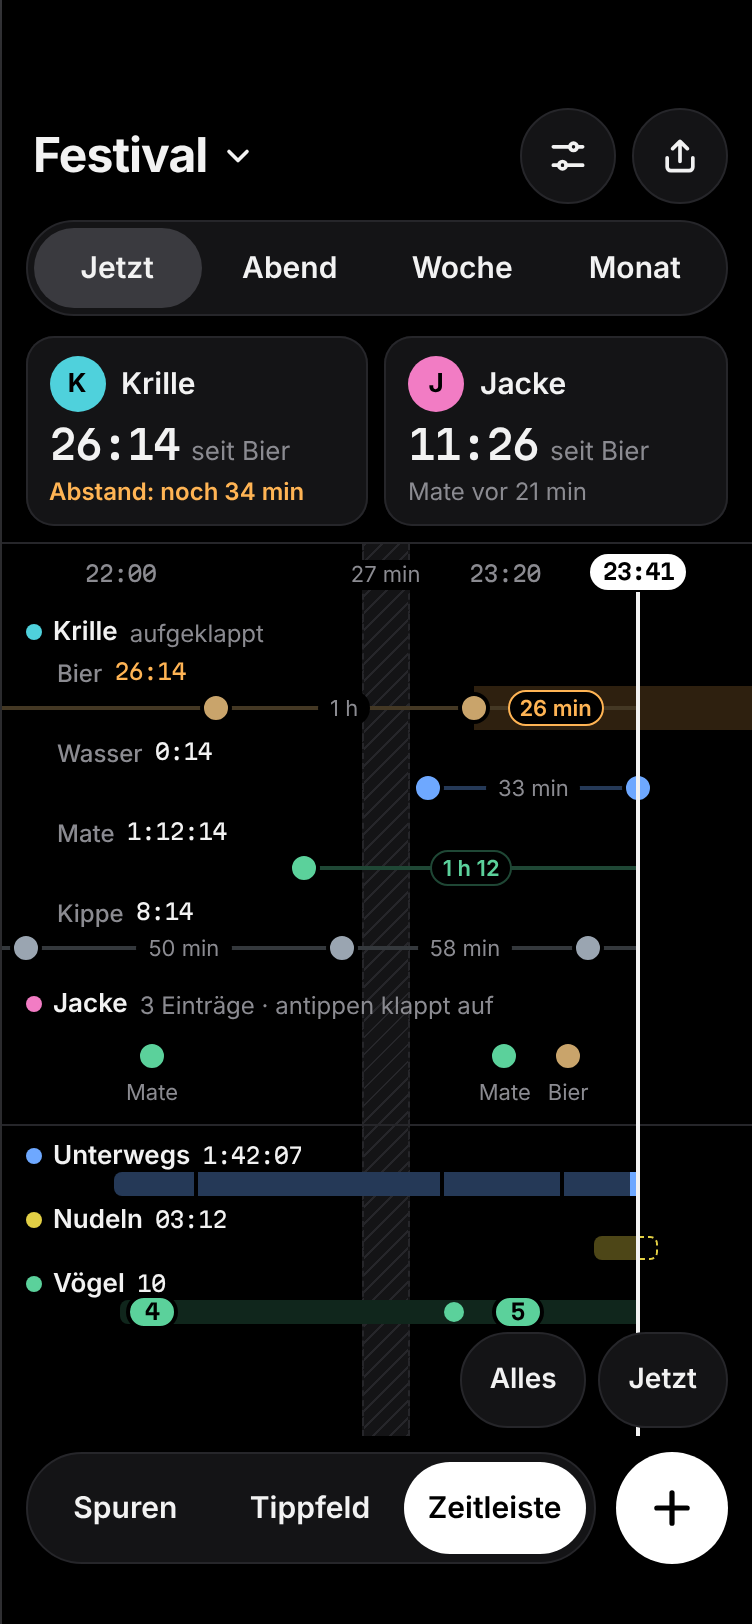 Festival
Jetzt Abend Woche Monat
K Krille
26:14 seit Bier
Abstand: noch 34 min
J Jacke
11:26 seit Bier
Mate vor 21 min
22:00 27 min 23:20 23:41
Krille aufgeklappt
Bier 26:14
1 h 26 min
Wasser 0:14
33 min
Mate 1:12:14
1 h 12
Kippe 8:14
50 min 58 min
Jacke 3 Einträge · antippen klappt auf
Mate Mate Bier
Unterwegs 1:42:07
Nudeln 03:12
Vögel 10
4 5
Alles Jetzt
Spuren Tippfeld Zeitleiste